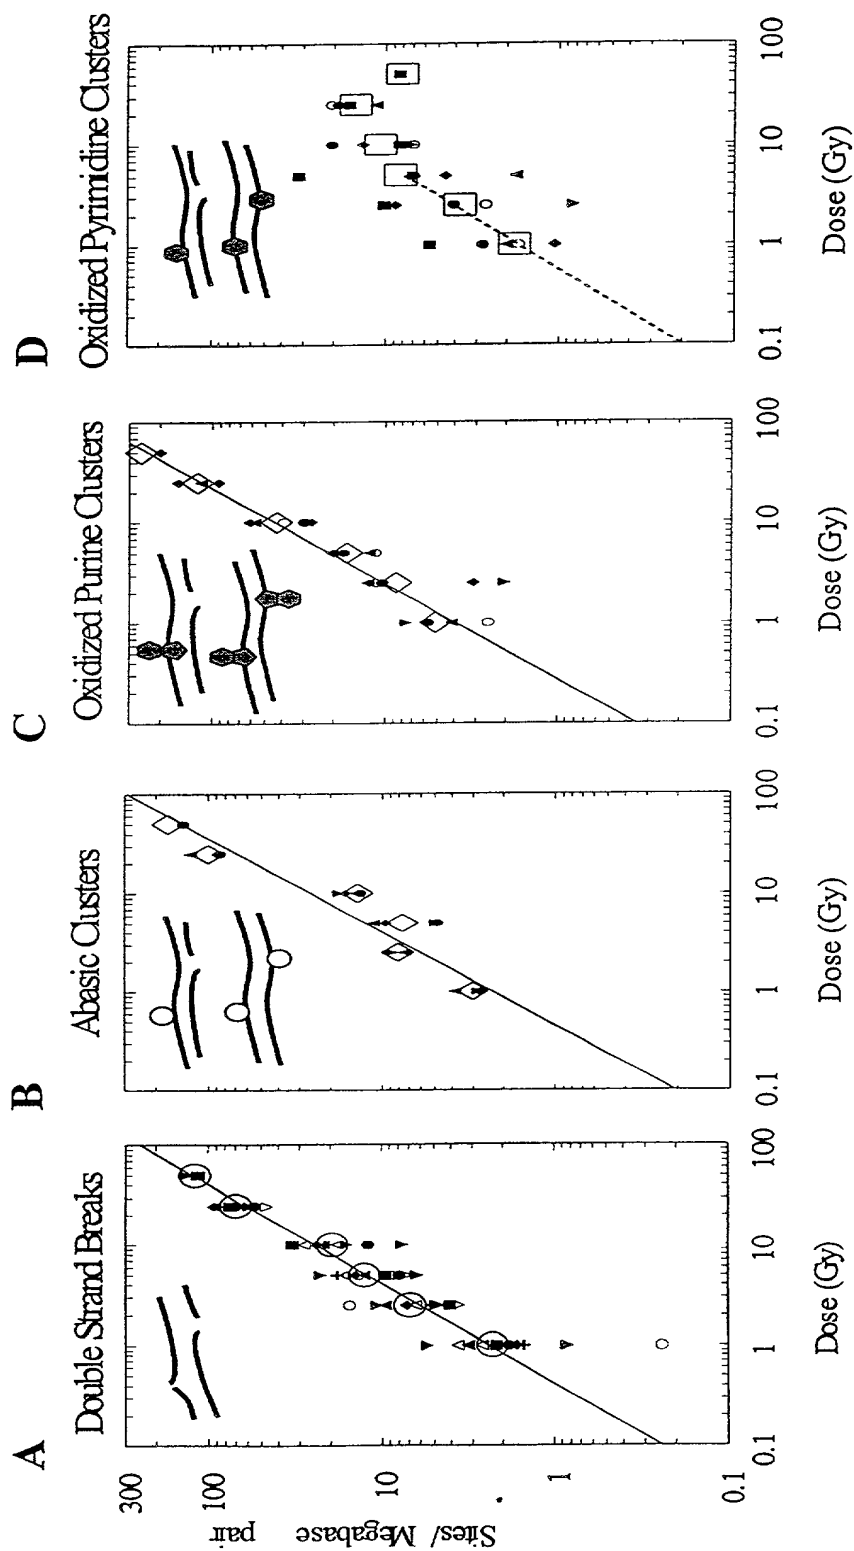 A
Double Strand Breaks
300
100
10
1
0.1
Sites/ Megabase
pair
0.1
1
10
100
Dose (Gy)
B
Abasic Clusters
0.1
1
10
100
Dose (Gy)
C
Oxidized Purine Clusters
0.1
1
10
100
Dose (Gy)
D
Oxidized Pyrimidine Clusters
0.1
1
10
100
Dose (Gy)